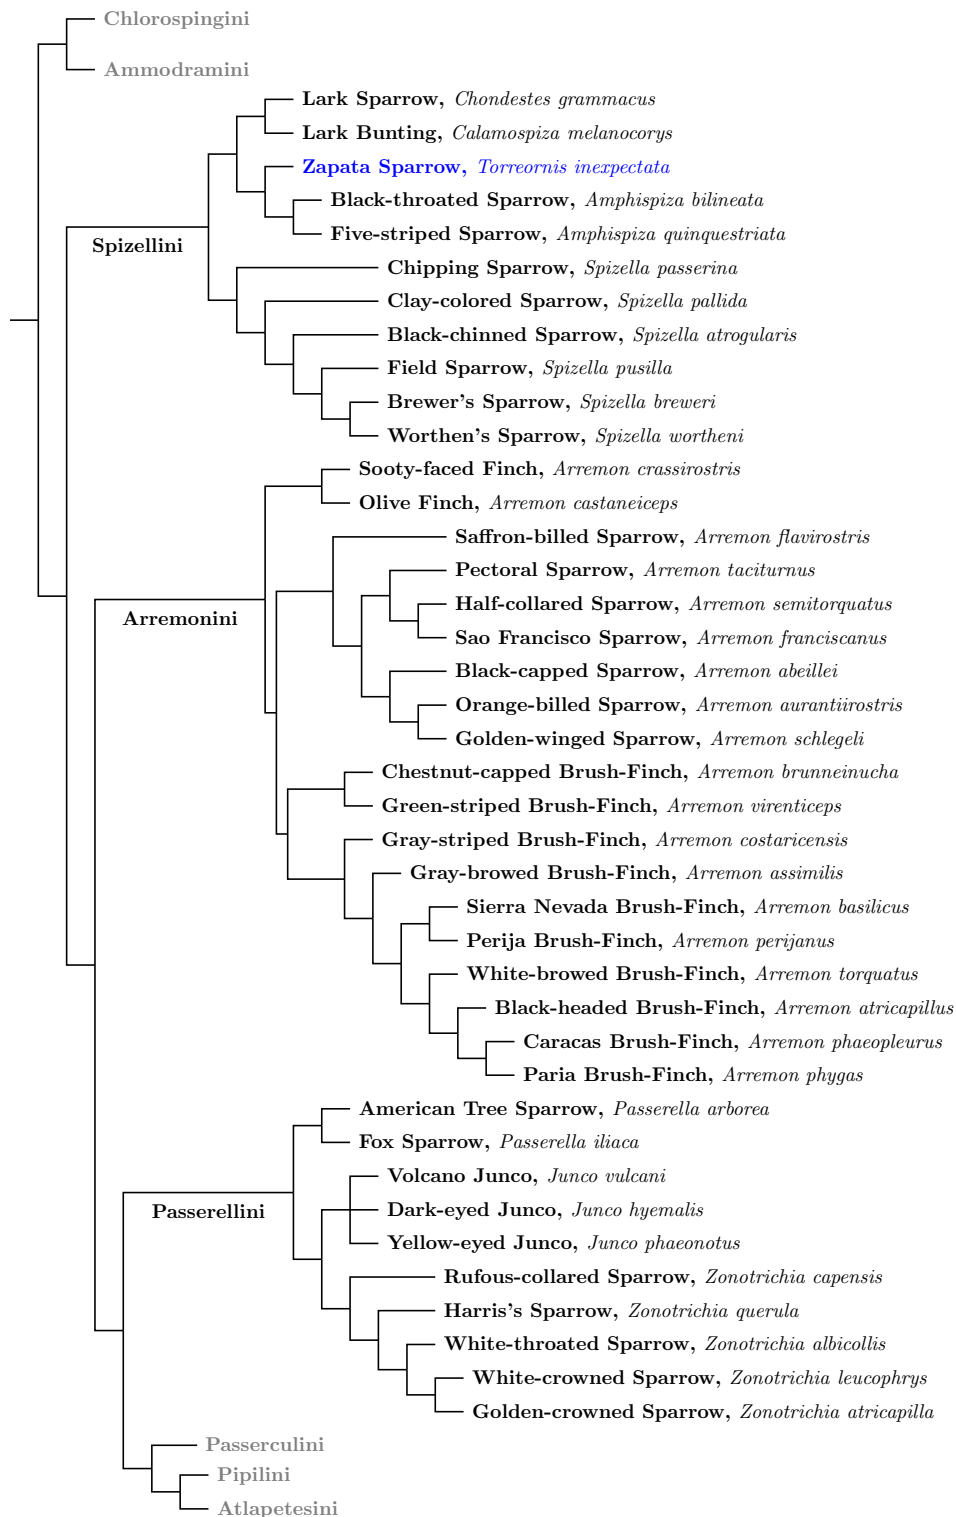 Chlorospingini
Ammodramini
Lark Sparrow, Chondestes grammacus
Lark Bunting, Calamospiza melanocorys
Zapata Sparrow, Torreornis inexpectata
Black-throated Sparrow, Amphispiza bilineata
Five-striped Sparrow, Amphispiza quinquestriata
Spizellini
Chipping Sparrow, Spizella passerina
Clay-colored Sparrow, Spizella pallida
Black-chinned Sparrow, Spizella atrogularis
Field Sparrow, Spizella pusilla
Brewer's Sparrow, Spizella breweri
Worthen's Sparrow, Spizella wortheni
Sooty-faced Finch, Arremon crassirostris
Olive Finch, Arremon castaneiceps
Saffron-billed Sparrow, Arremon flavirostris
Pectoral Sparrow, Arremon taciturnus
Half-collared Sparrow, Arremon semitorquatus
Arremonini
Sao Francisco Sparrow, Arremon franciscanus
Black-capped Sparrow, Arremon abeillei
Orange-billed Sparrow, Arremon aurantiirostris
Golden-winged Sparrow, Arremon schlegeli
Chestnut-capped Brush-Finch, Arremon brunneinucha
Green-striped Brush-Finch, Arremon virenticeps
Gray-striped Brush-Finch, Arremon costaricensis
Gray-browed Brush-Finch, Arremon assimilis
Sierra Nevada Brush-Finch, Arremon basilicus
Perija Brush-Finch, Arremon perijanus
White-browed Brush-Finch, Arremon torquatus
Black-headed Brush-Finch, Arremon atricapillus
Caracas Brush-Finch, Arremon phaeopleurus
Paria Brush-Finch, Arremon phygas
American Tree Sparrow, Passerella arborea
Fox Sparrow, Passerella iliaca
Volcano Junco, Junco vulcani
Dark-eyed Junco, Junco hyemalis
Passerellini
Yellow-eyed Junco, Junco phaeonotus
Rufous-collared Sparrow, Zonotrichia capensis
Harris's Sparrow, Zonotrichia querula
White-throated Sparrow, Zonotrichia albicollis
White-crowned Sparrow, Zonotrichia leucophrys
Golden-crowned Sparrow, Zonotrichia atricapilla
Passerculini
Pipilini
Atlapetesini